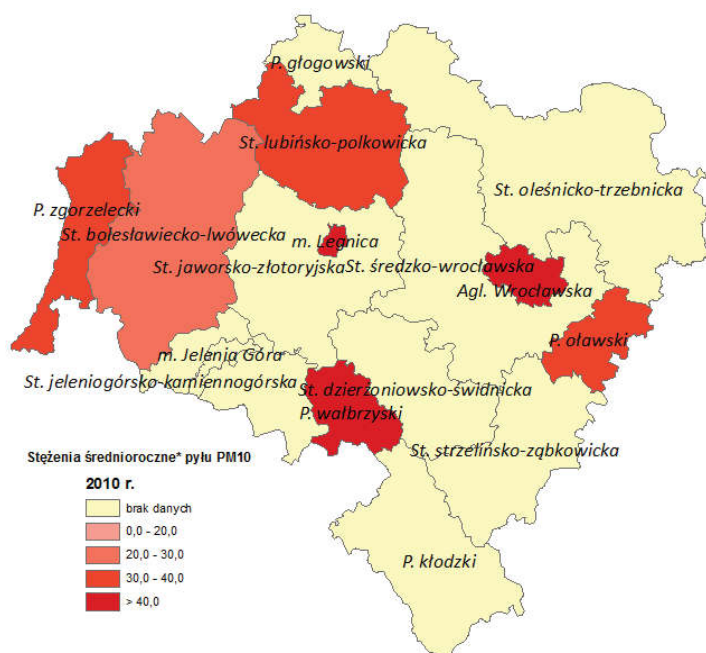 P. głogowski
St. lubińsko-polkowicka
St. oleśnicko-trzebnicka
P. zgorzelecki
St. bolesławiecko-lwówecka
m. Legnica
St. jaworsko-złotoryjska
St. średzko-wrocławska
Agl. Wrocławska
P. oławski
m. Jelenia Góra
St. jeleniogórsko-kamiennogórska
St. dzierżoniowsko-świdnicka
P. wałbrzyski
St. strzelińsko-ząbkowicka
P. kłodzki
Stężenia średnioroczne* pyłu PM10
2010 r.
brak danych
0,0 - 20,0
20,0 - 30,0
30,0 - 40,0
> 40,0